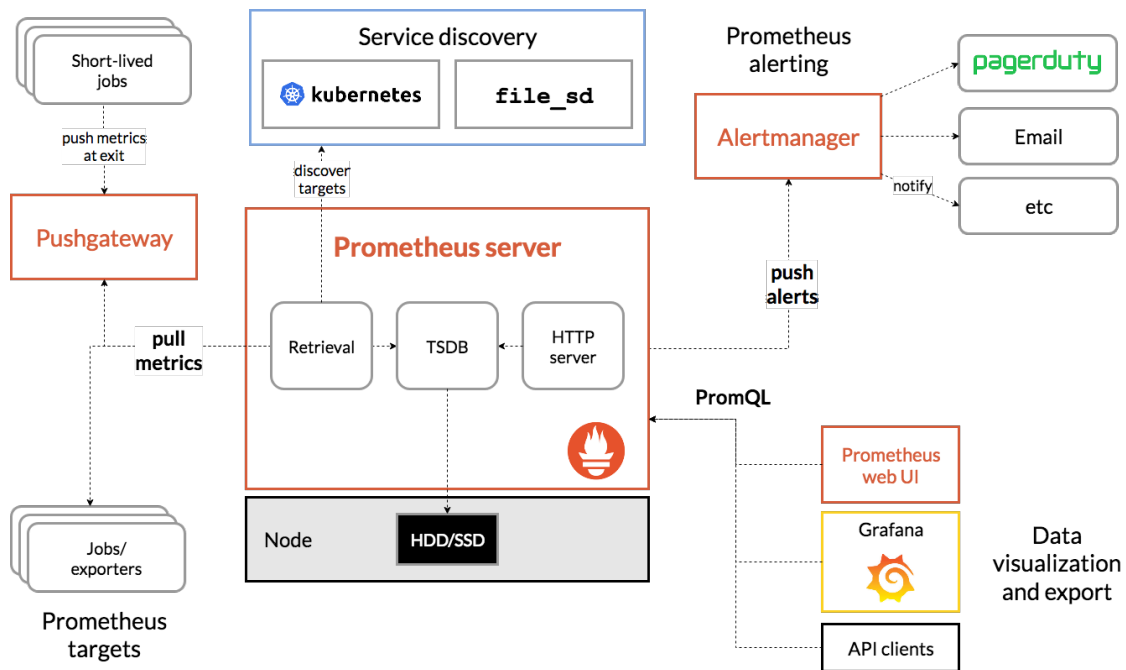 Short-lived
jobs
push metrics
at exit
Pushgateway
pull
metrics
Jobs/
exporters
Prometheus
targets
Service discovery
kubernetes
file_sd
discover
targets
Prometheus server
Retrieval
TSDB
HTTP
server
Node
HDD/SSD
Prometheus
alerting
Alertmanager
pagerduty
Email
notify
etc
push
alerts
PromQL
Prometheus
web UI
Grafana
API clients
Data
visualization
and export